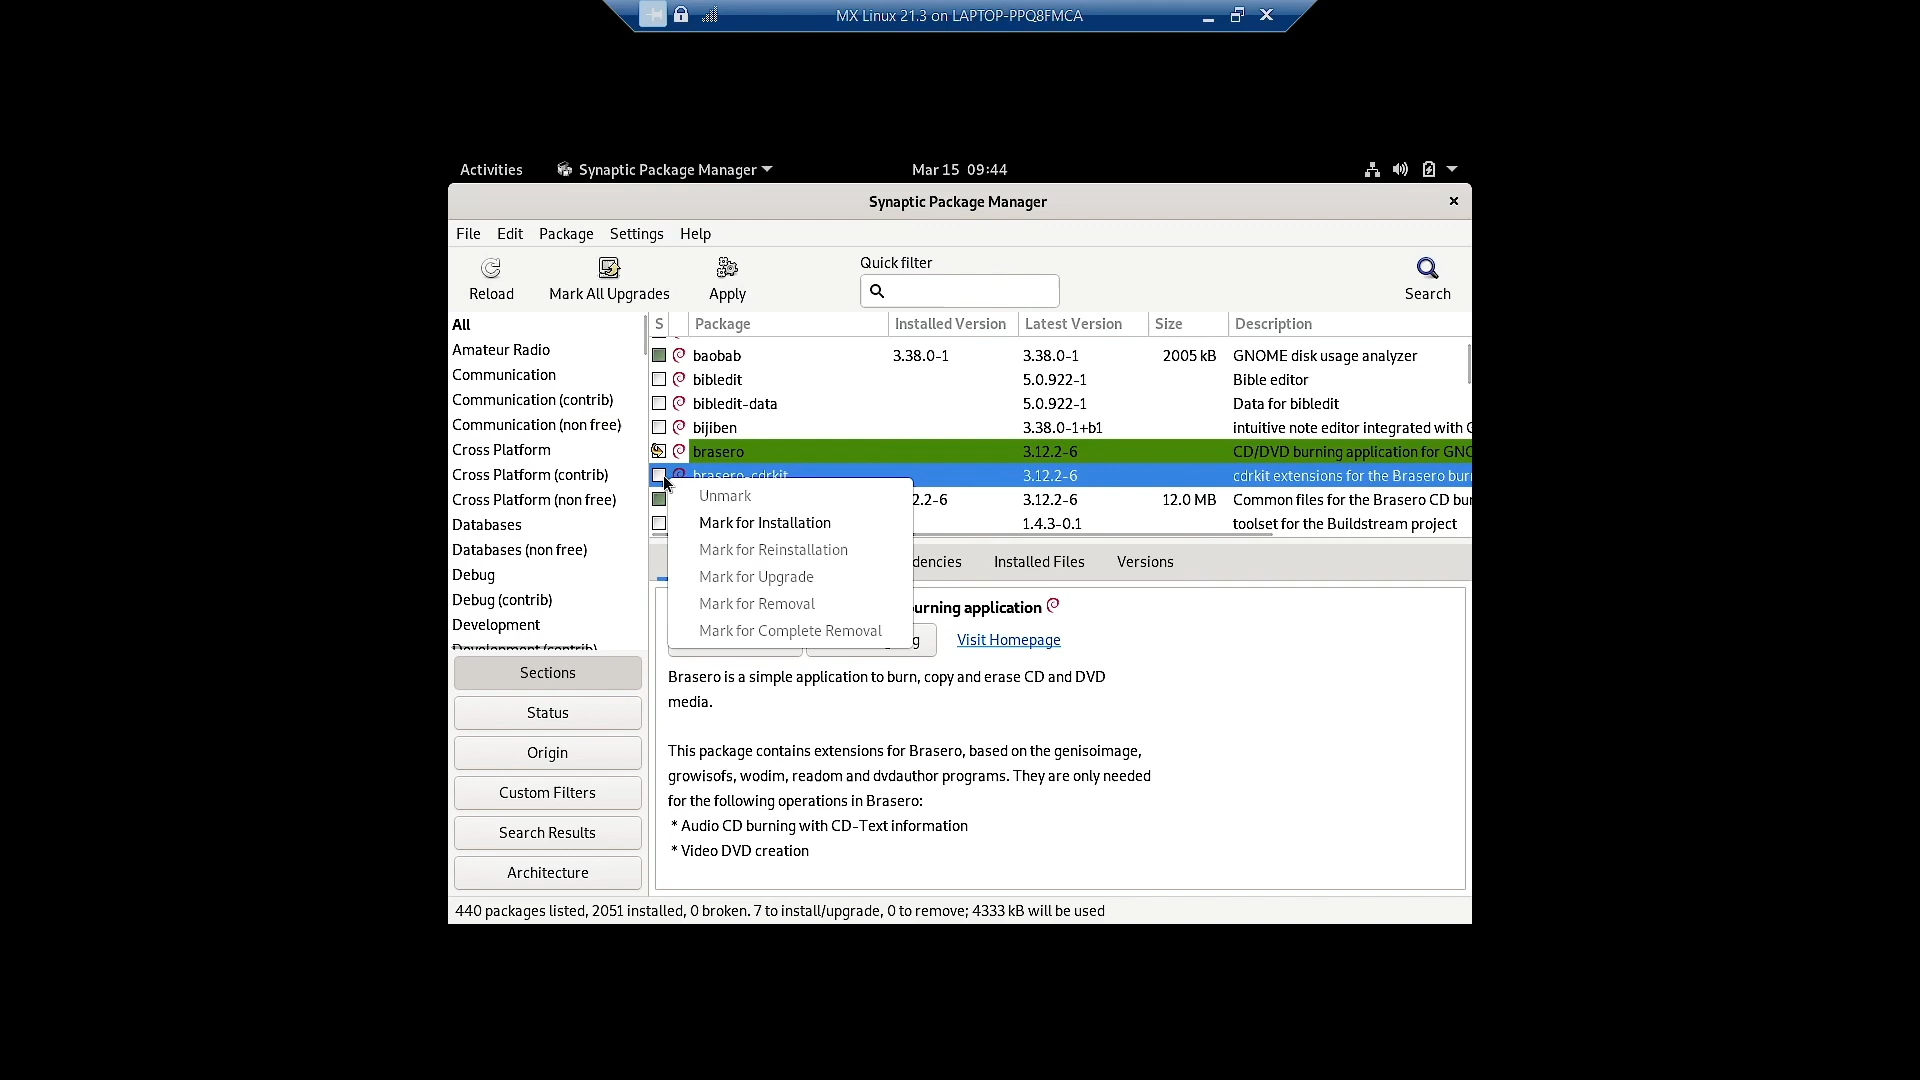 MX Linux 21.3 on LAPTOP-PPQ8FMCA
Activities Synaptic Package Manager Mar 15 09:44
Synaptic Package Manager
File Edit Package Settings Help
Reload Mark All Upgrades Apply Quick filter Search
All
Amateur Radio
Communication
Communication (contrib)
Communication (non free)
Cross Platform
Cross Platform (contrib)
Cross Platform (non free)
Databases
Databases (non free)
Debug
Debug (contrib)
Development
Development (contrib)
Sections
Status
Origin
Custom Filters
Search Results
Architecture
S Package Installed Version Latest Version Size Description
baobab 3.38.0-1 3.38.0-1 2005 kB GNOME disk usage analyzer
bibledit 5.0.922-1 Bible editor
bibledit-data 5.0.922-1 Data for bibledit
bijiben 3.38.0-1+b1 intuitive note editor integrated with
brasero 3.12.2-6 CD/DVD burning application for GNO
brasero-cdrkit 3.12.2-6 cdrkit extensions for the Brasero bur
2.2-6 3.12.2-6 12.0 MB Common files for the Brasero CD bu
1.4.3-0.1 toolset for the Buildstream project
Unmark
Mark for Installation
Mark for Reinstallation
Mark for Upgrade
Mark for Removal
Mark for Complete Removal
dencies Installed Files Versions
urning application
g Visit Homepage
Brasero is a simple application to burn, copy and erase CD and DVD
media.
This package contains extensions for Brasero, based on the genisoimage,
growisofs, wodim, readom and dvdauthor programs. They are only needed
for the following operations in Brasero:
* Audio CD burning with CD-Text information
* Video DVD creation
440 packages listed, 2051 installed, 0 broken. 7 to install/upgrade, 0 to remove; 4333 kB will be used